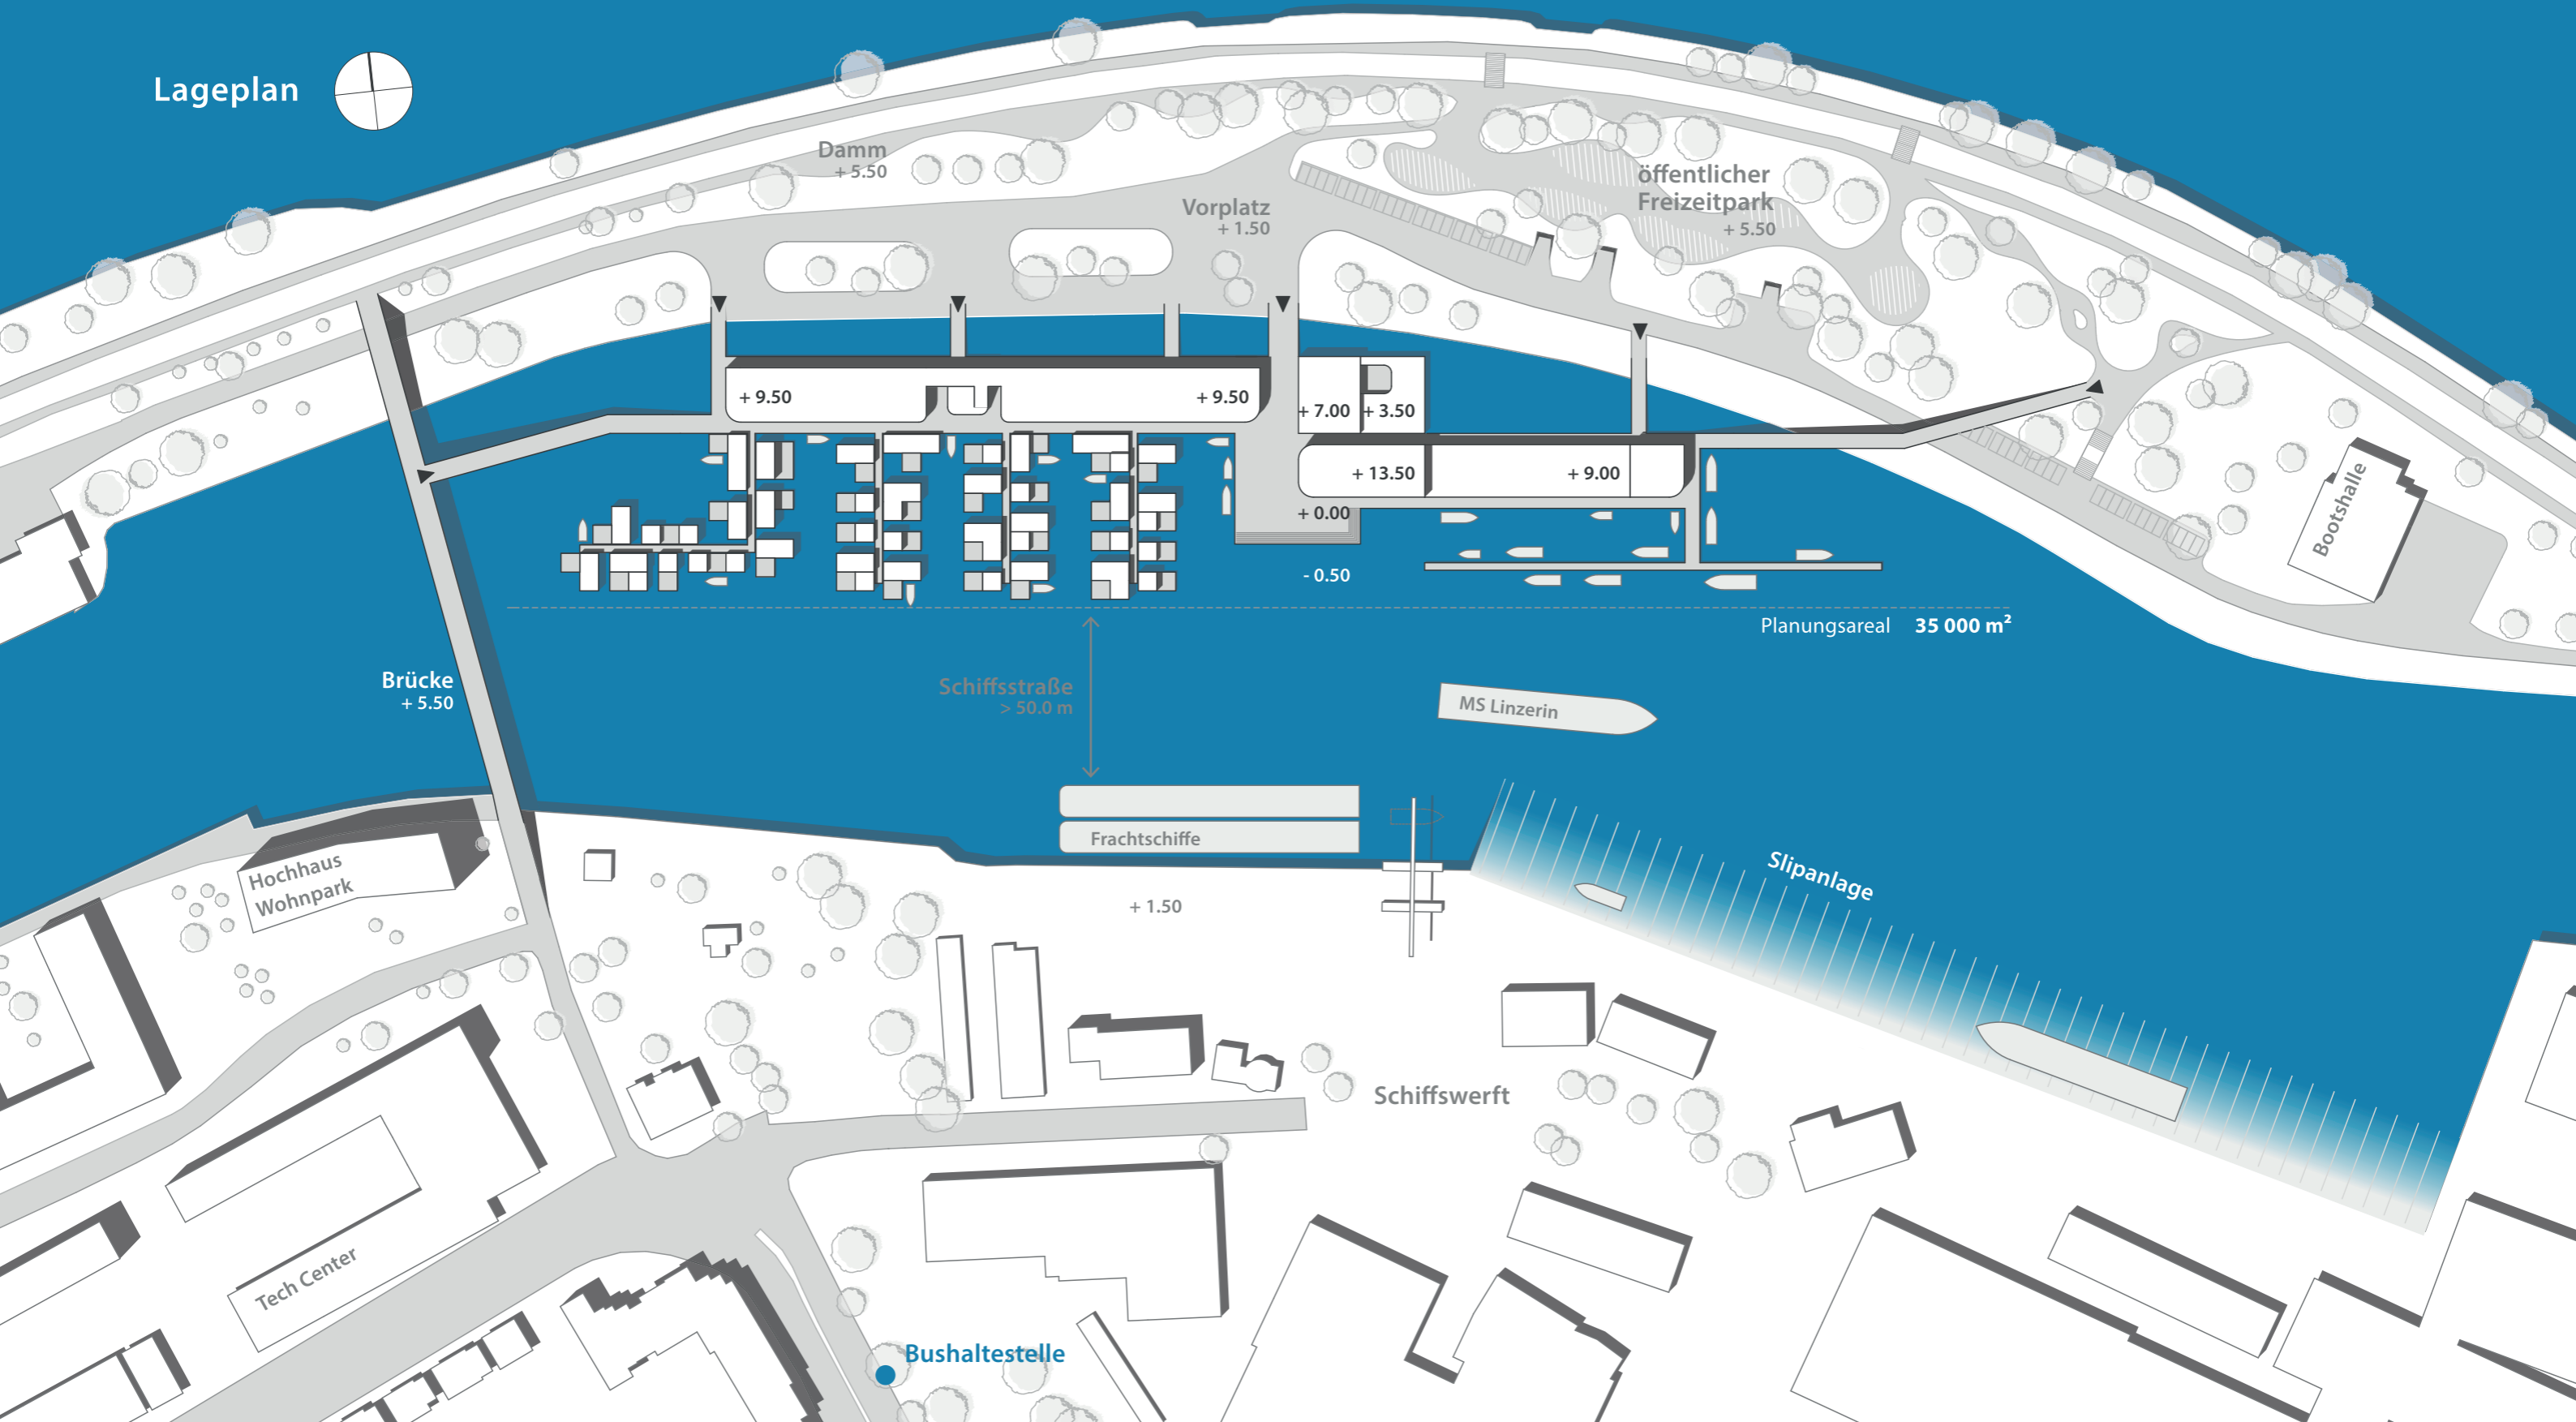 Lageplan
Damm
+ 5.50
Vorplatz
+ 1.50
öffentlicher
Freizeitpark
+ 5.50
+ 9.50
+ 9.50
+ 7.00
+ 3.50
+ 13.50
+ 9.00
+ 0.00
- 0.50
Bootshalle
Planungsareal 35 000 m²
Brücke
+ 5.50
Schiffsstraße
> 50.0 m
MS Linzerin
Frachtschiffe
Slipanlage
Hochhaus
Wohnpark
+ 1.50
Schiffswerft
Tech Center
Bushaltestelle